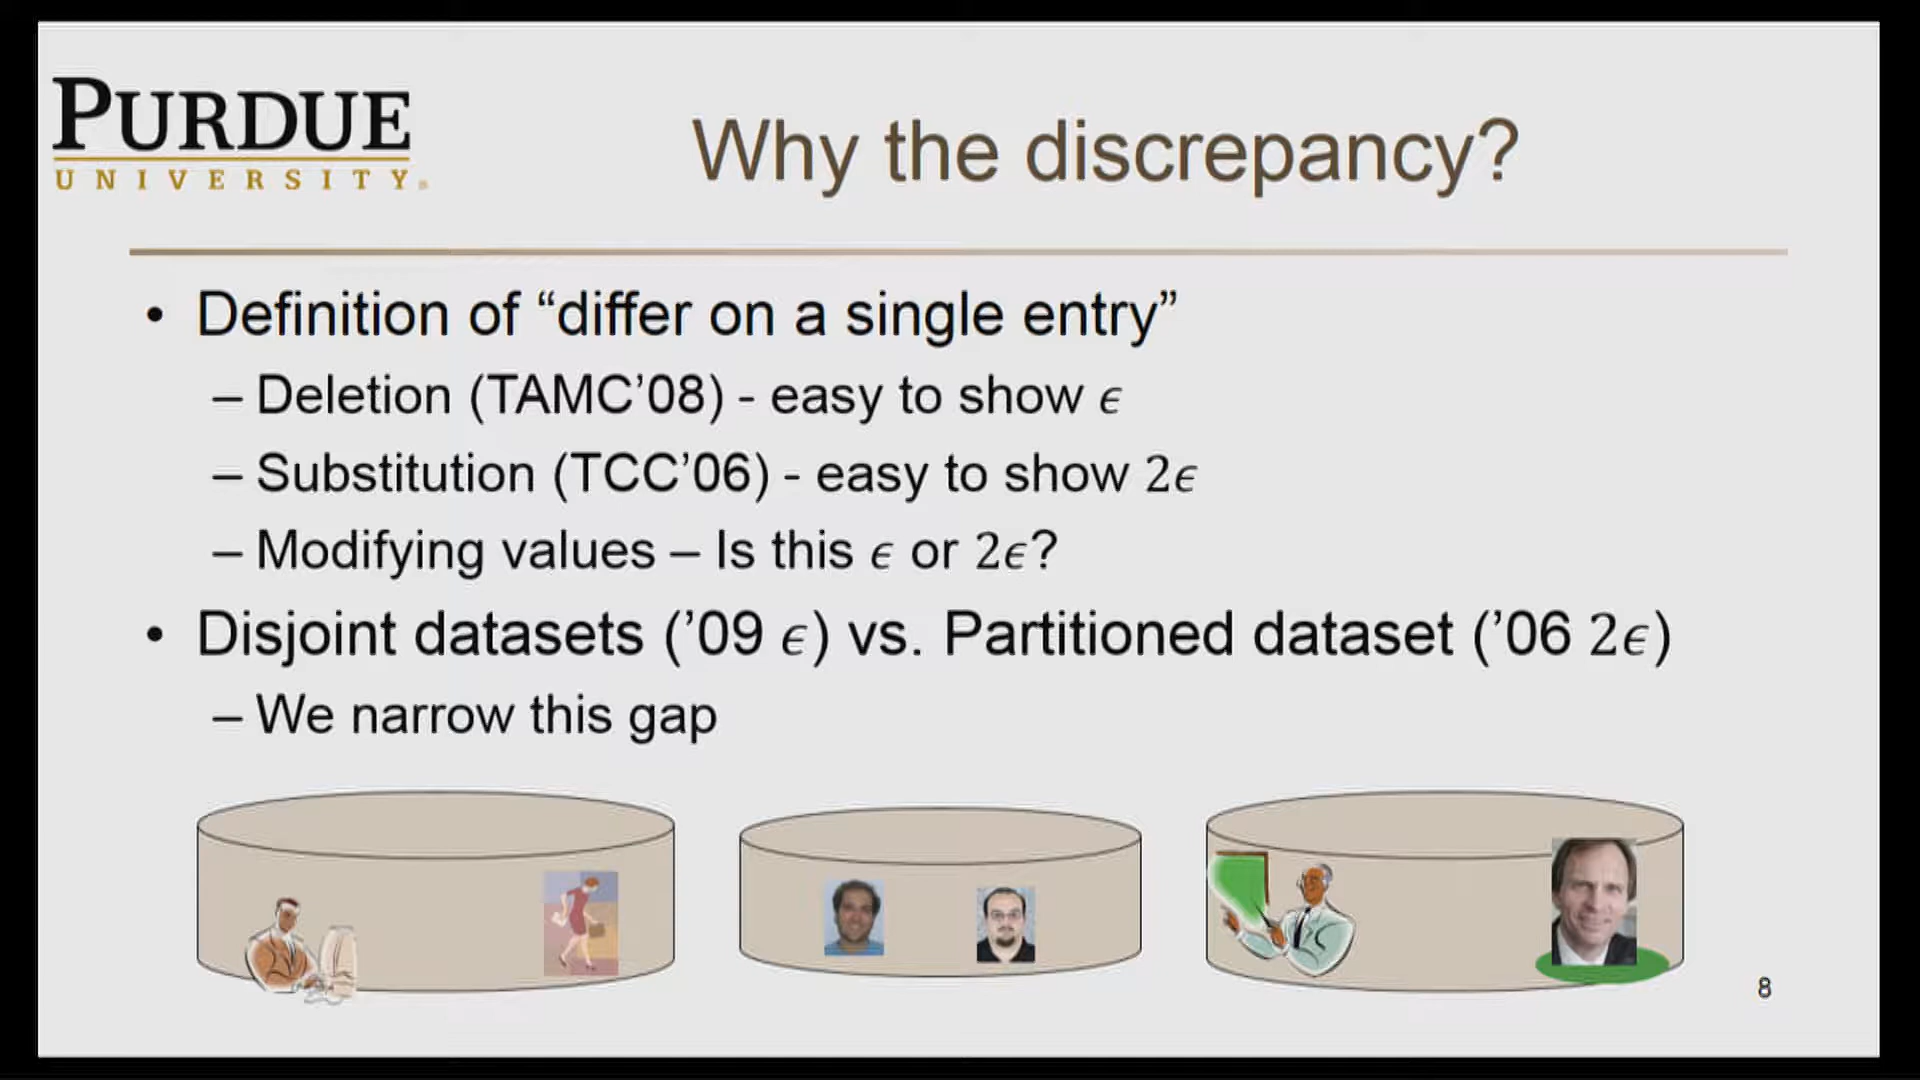 PURDUE
UNIVERSITY®
Why the discrepancy?
• Definition of “differ on a single entry”
– Deletion (TAMC’08) - easy to show ϵ
– Substitution (TCC’06) - easy to show 2ϵ
– Modifying values – Is this ϵ or 2ϵ?
• Disjoint datasets (’09 ϵ) vs. Partitioned dataset (’06 2ϵ)
– We narrow this gap
8